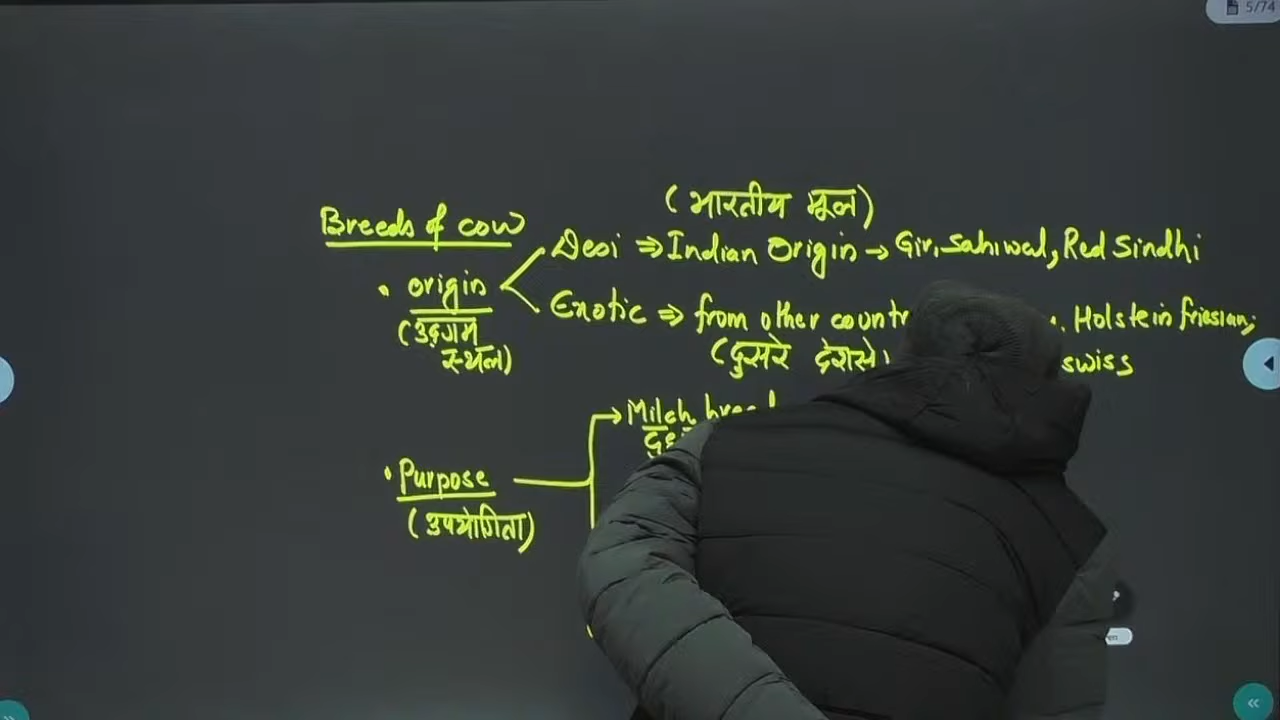 5/74
(भारतीय मूल)
Breeds of cow
Desi ⇒ Indian Origin → Gir, Sahiwal, Red Sindhi
• origin
(उद्गम स्थल)
Exotic ⇒ from other , Holstein friesian,
(दुसरे देशसे) swiss
→ Milch
• Purpose
(उपयोगिता)